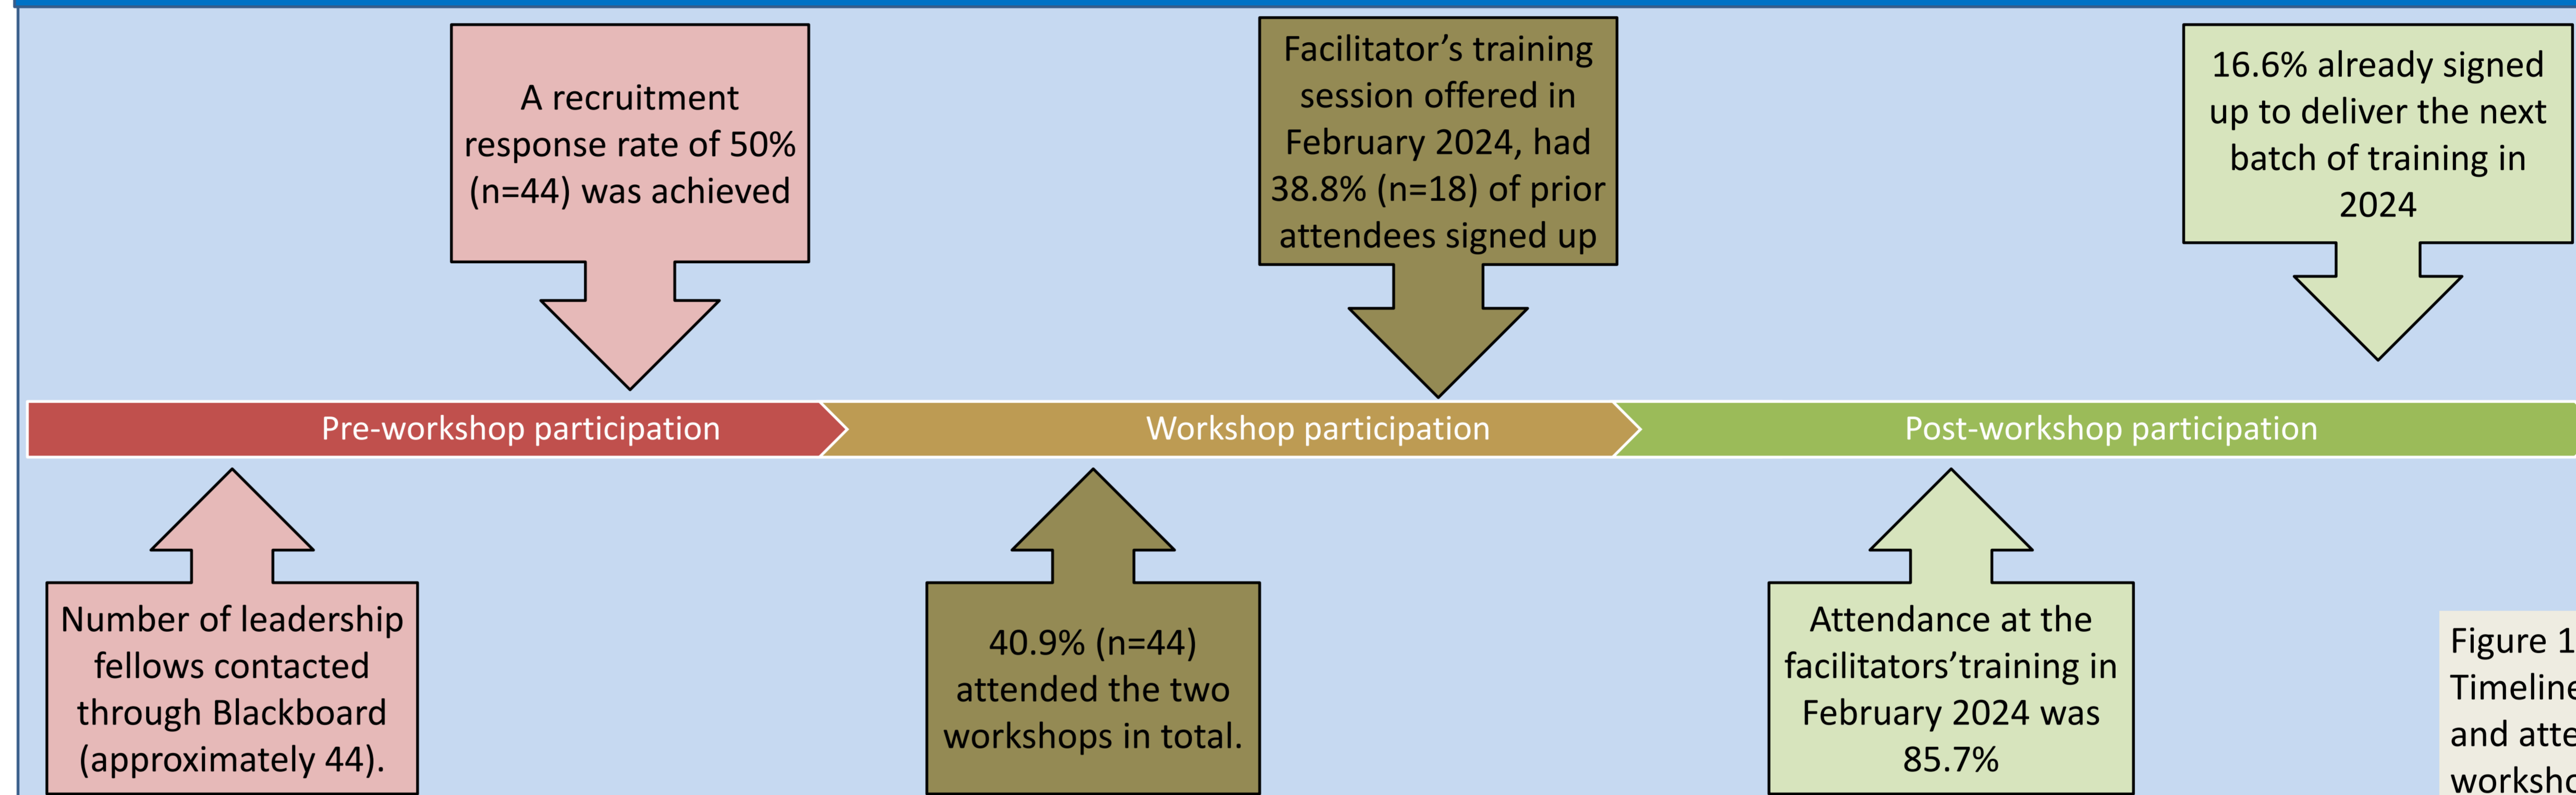 A recruitment
response rate of 50%
(n=44) was achieved
Facilitator’s training
session offered in
February 2024, had
38.8% (n=18) of prior
attendees signed up
16.6% already signed
up to deliver the next
batch of training in
2024
Pre-workshop participation
Workshop participation
Post-workshop participation
Number of leadership
fellows contacted
through Blackboard
(approximately 44).
40.9% (n=44)
attended the two
workshops in total.
Attendance at the
facilitators’training in
February 2024 was
85.7%
Figure 1
Timeline
and